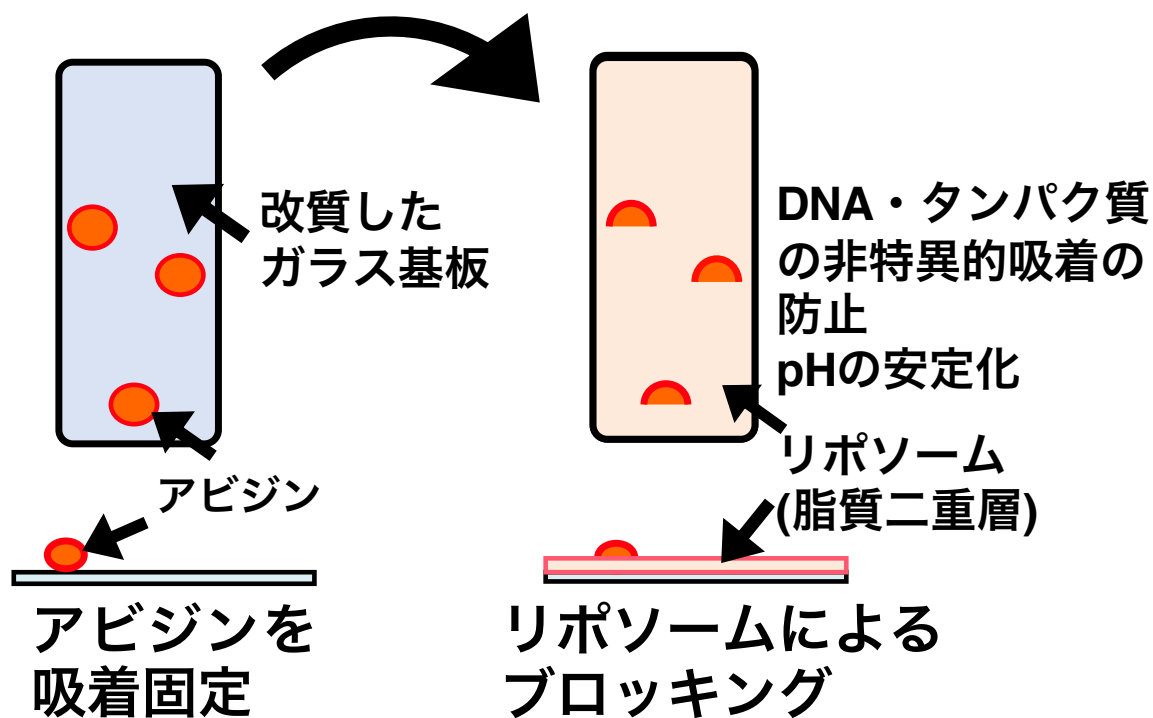 改質した
ガラス基板
アビジン
アビジンを
吸着固定
DNA・タンパク質
の非特異的吸着の
防止
pHの安定化
リポソーム
(脂質二重層)
リポソームによる
ブロッキング